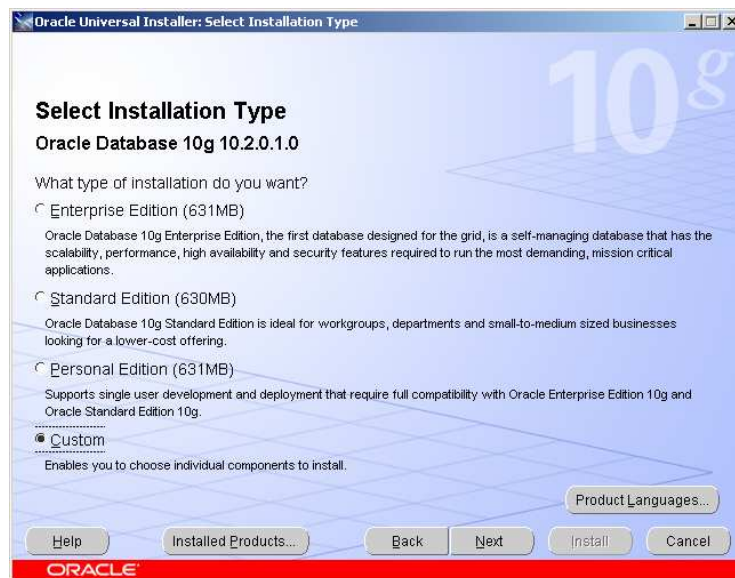 Oracle Universal Installer: Select Installation Type
10g
Select Installation Type
Oracle Database 10g 10.2.0.1.0
What type of installation do you want?
Enterprise Edition (631MB)
Oracle Database 10g Enterprise Edition, the first database designed for the grid, is a self-managing database that has the
scalability, performance, high availability and security features required to run the most demanding, mission critical
applications.
Standard Edition (630MB)
Oracle Database 10g Standard Edition is ideal for workgroups, departments and small-to-medium sized businesses
looking for a lower-cost offering.
Personal Edition (631MB)
Supports single user development and deployment that require full compatibility with Oracle Enterprise Edition 10g and
Oracle Standard Edition 10g.
Custom
Enables you to choose individual components to install.
Product Languages...
Help Installed Products... Back Next Install Cancel
ORACLE